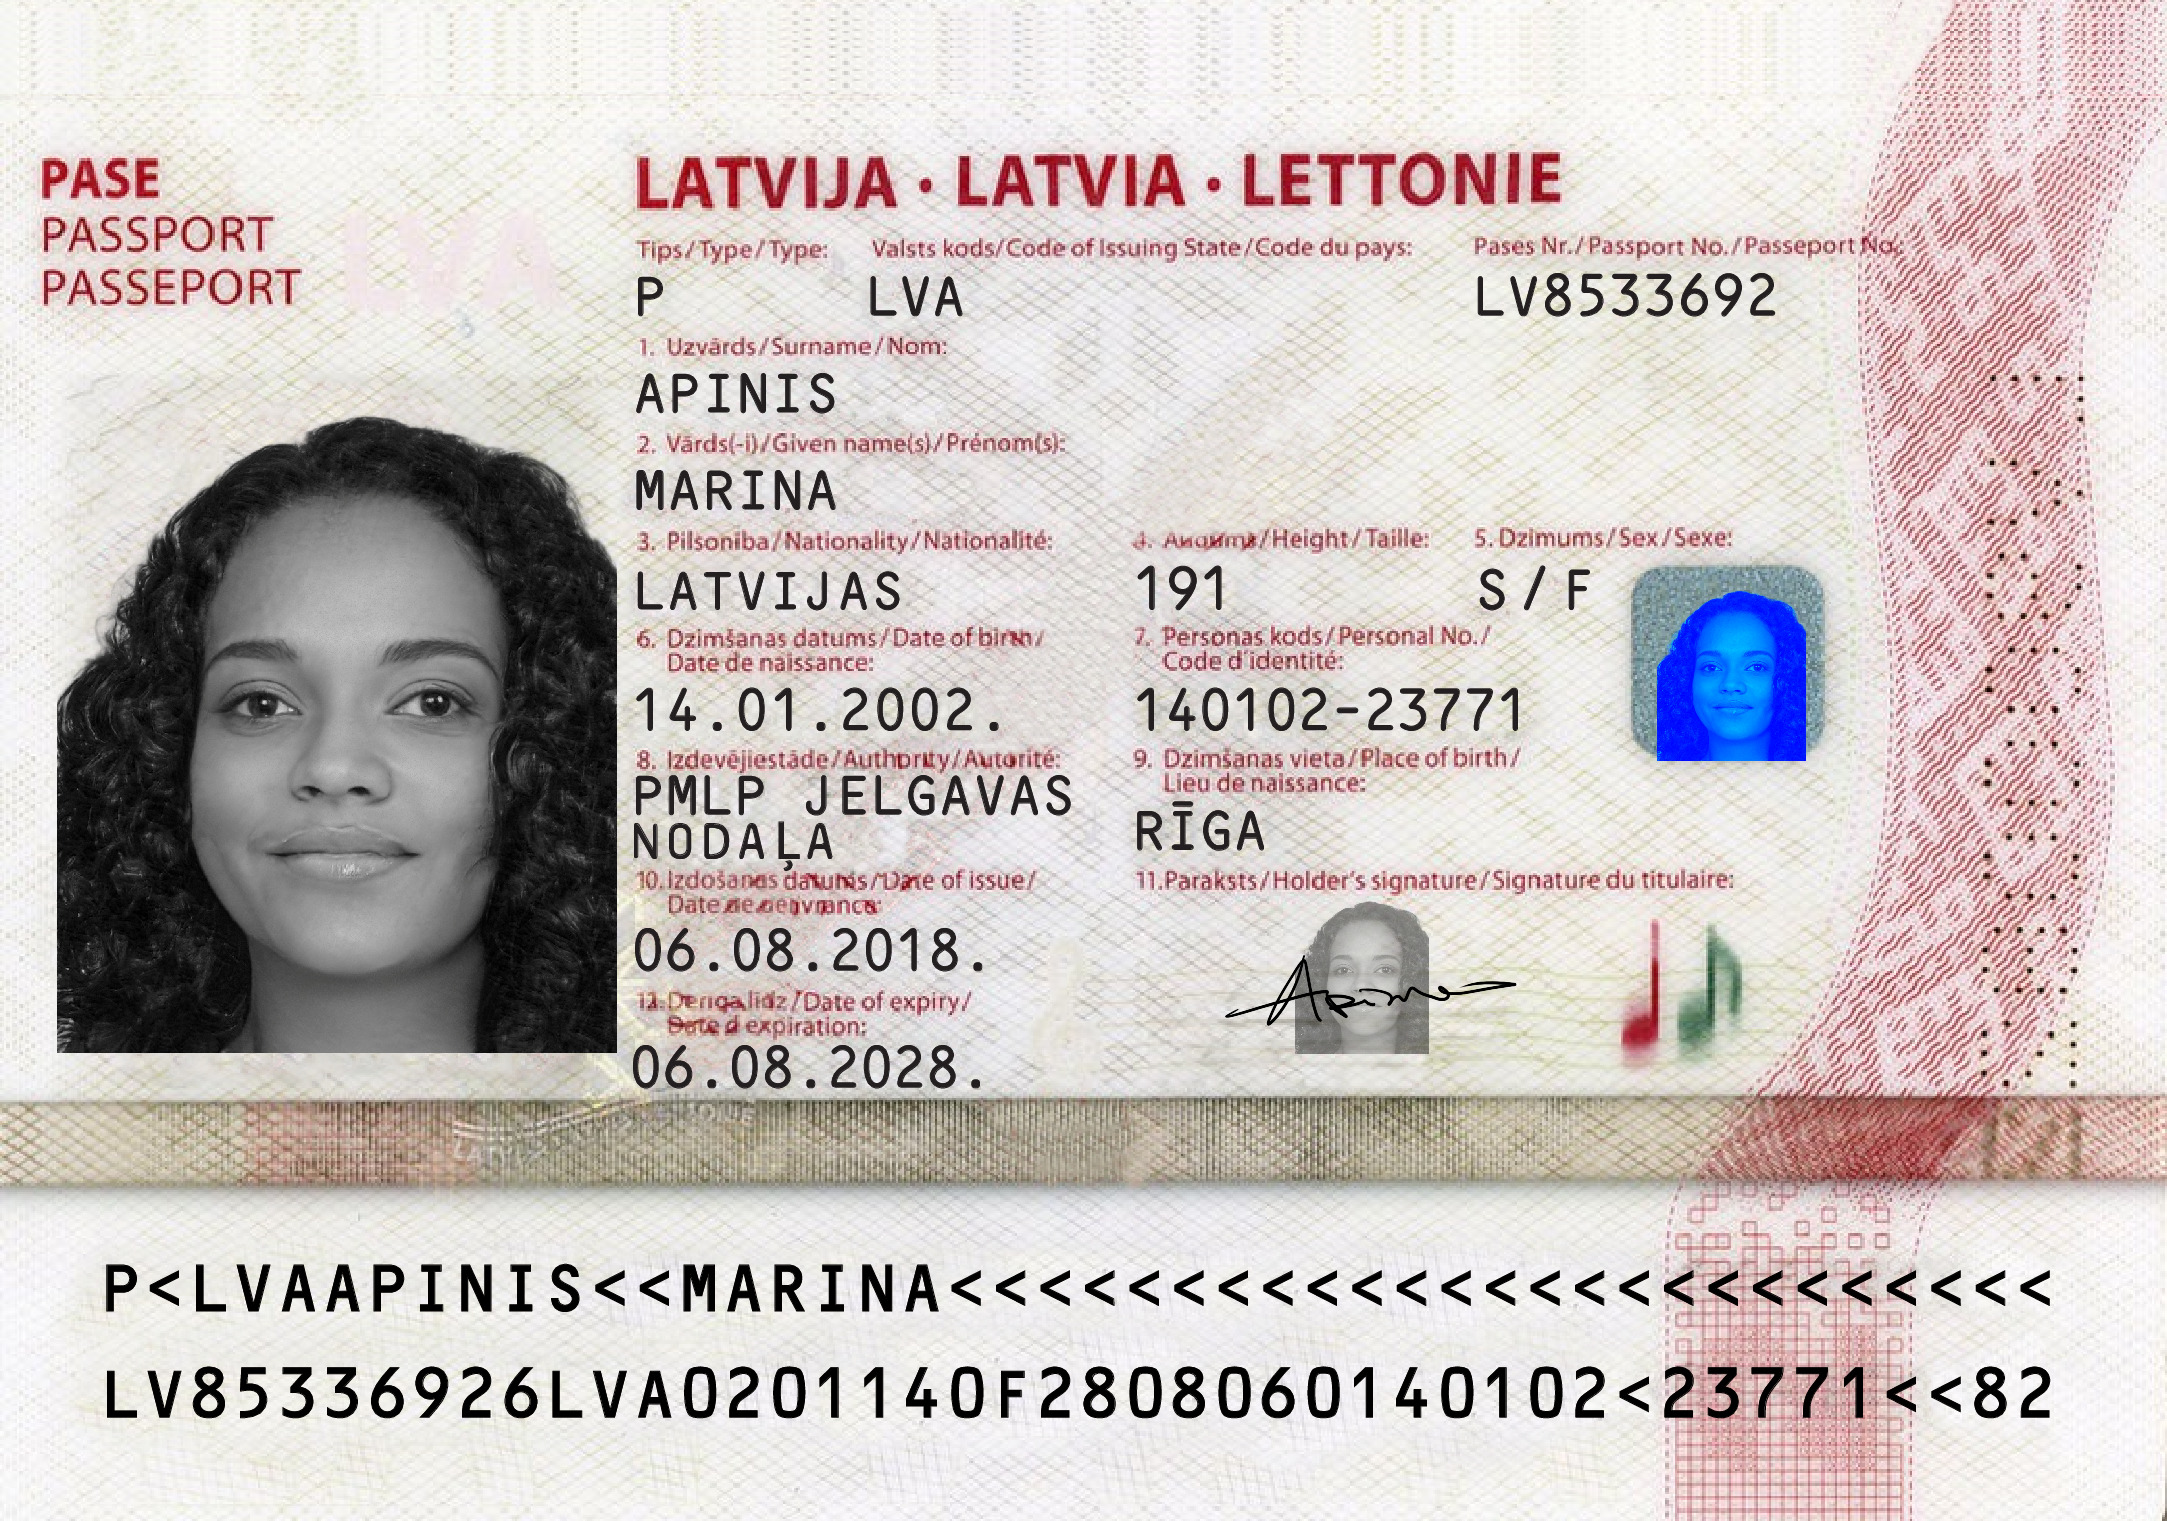 PASE
PASSPORT
PASSEPORT
LVA
LATVIJA · LATVIA · LETTONIE
Tips/Type/Type: Valsts kods/Code of Issuing State/Code du pays: Pases Nr./Passport No./Passeport No.:
P LVA LV8533692
1. Uzvārds/Surname/Nom:
APINIS
2. Vārds(-i)/Given name(s)/Prénom(s):
MARINA
3. Pilsonība/Nationality/Nationalité: 4. Augums/Height/Taille: 5. Dzimums/Sex/Sexe:
LATVIJAS 191 S/F
6. Dzimšanas datums/Date of birth/ 7. Personas kods/Personal No./
Date de naissance: Code d'identité:
14.01.2002. 140102-23771
8. Izdevējiestāde/Authority/Autorité: 9. Dzimšanas vieta/Place of birth/
Lieu de naissance:
PMLP JELGAVAS
NODAĻA RĪGA
10. Izdošanas datums/Date of issue/ 11. Paraksts/Holder's signature/Signature du titulaire:
Date de délivrance:
06.08.2018.
12. Derīga līdz/Date of expiry/
Date d'expiration:
06.08.2028.
P<LVAAPINIS<<MARINA<<<<<<<<<<<<<<<<<<<<<<<<<
LV85336926LVA0201140F2808060140102<23771<<82